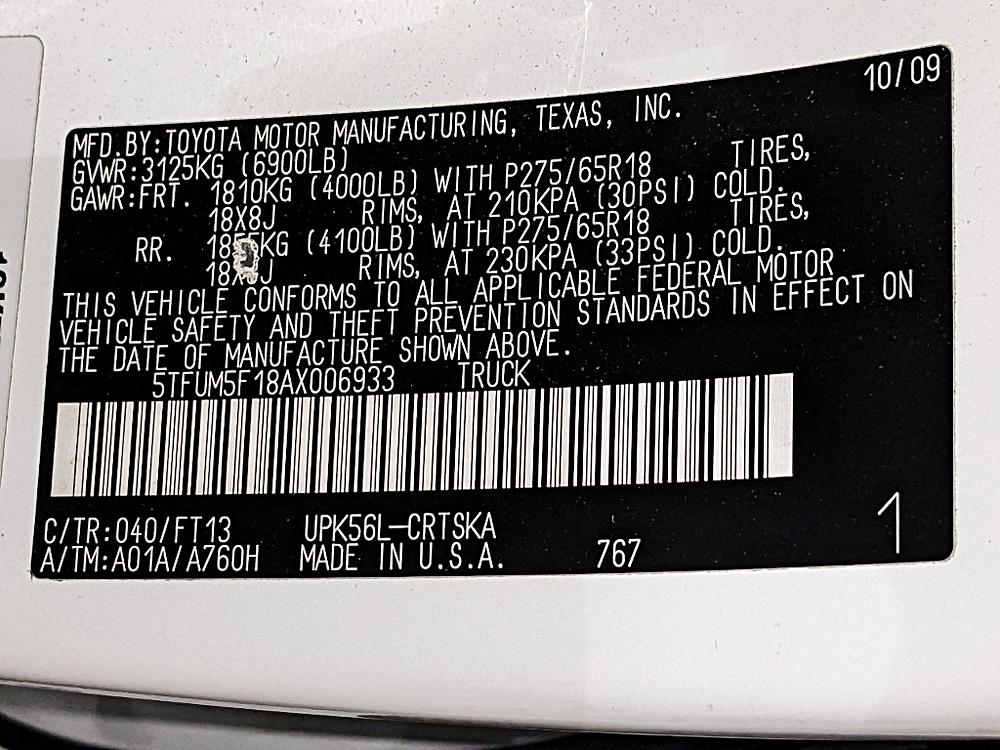 10/09
MFD.BY:TOYOTA MOTOR MANUFACTURING, TEXAS, INC.
GVWR:3125KG (6900LB)
GAWR:FRT. 1810KG (4000LB) WITH P275/65R18 TIRES,
18X8J RIMS, AT 210KPA (30PSI) COLD.
RR. (4100LB) WITH P275/65R18 TIRES,
RIMS, AT 230KPA (33PSI) COLD.
THIS VEHICLE CONFORMS TO ALL APPLICABLE FEDERAL MOTOR
VEHICLE SAFETY AND THEFT PREVENTION STANDARDS IN EFFECT ON
THE DATE OF MANUFACTURE SHOWN ABOVE.
5TFUM5F18AX006933 TRUCK
C/TR:040/FT13 UPK56L-CRTSKA
A/TM:A01A/A760H MADE IN U.S.A. 767
1